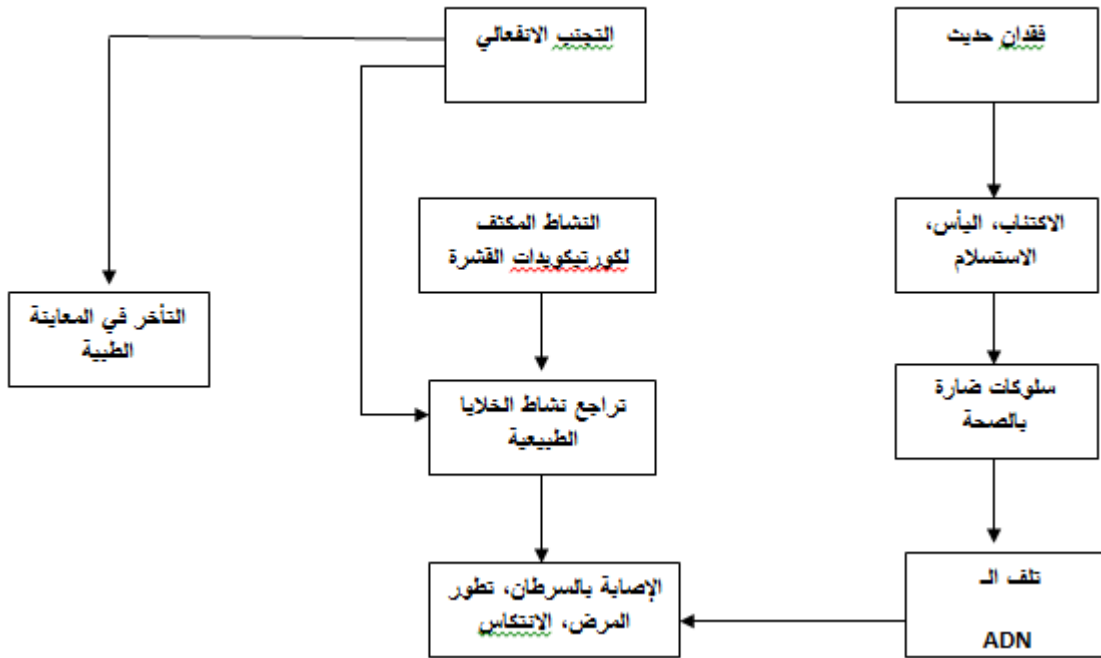 فقدان حديث
التجنب الانفعالي
الاكتئاب، اليأس،
الاستسلام
النشاط المكثف
لكورتيكويدات القشرة
التأخر في المعاينة
الطبية
سلوكات ضارة
بالصحة
تراجع نشاط الخلايا
الطبيعية
تلف الـ
ADN
الإصابة بالسرطان، تطور
المرض، الانتكاس